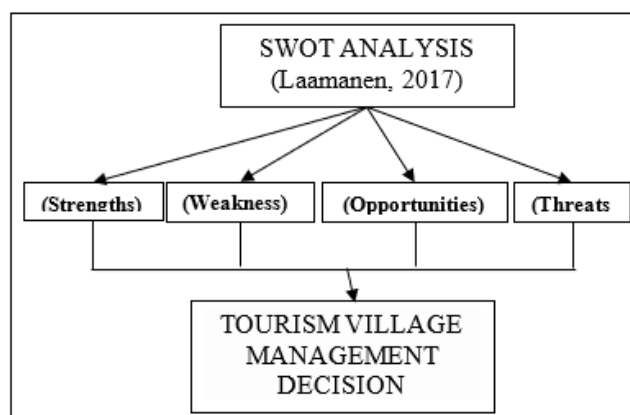 SWOT ANALYSIS
(Laamanen, 2017)
(Strengths)
(Weakness)
(Opportunities)
(Threats
TOURISM VILLAGE
MANAGEMENT
DECISION